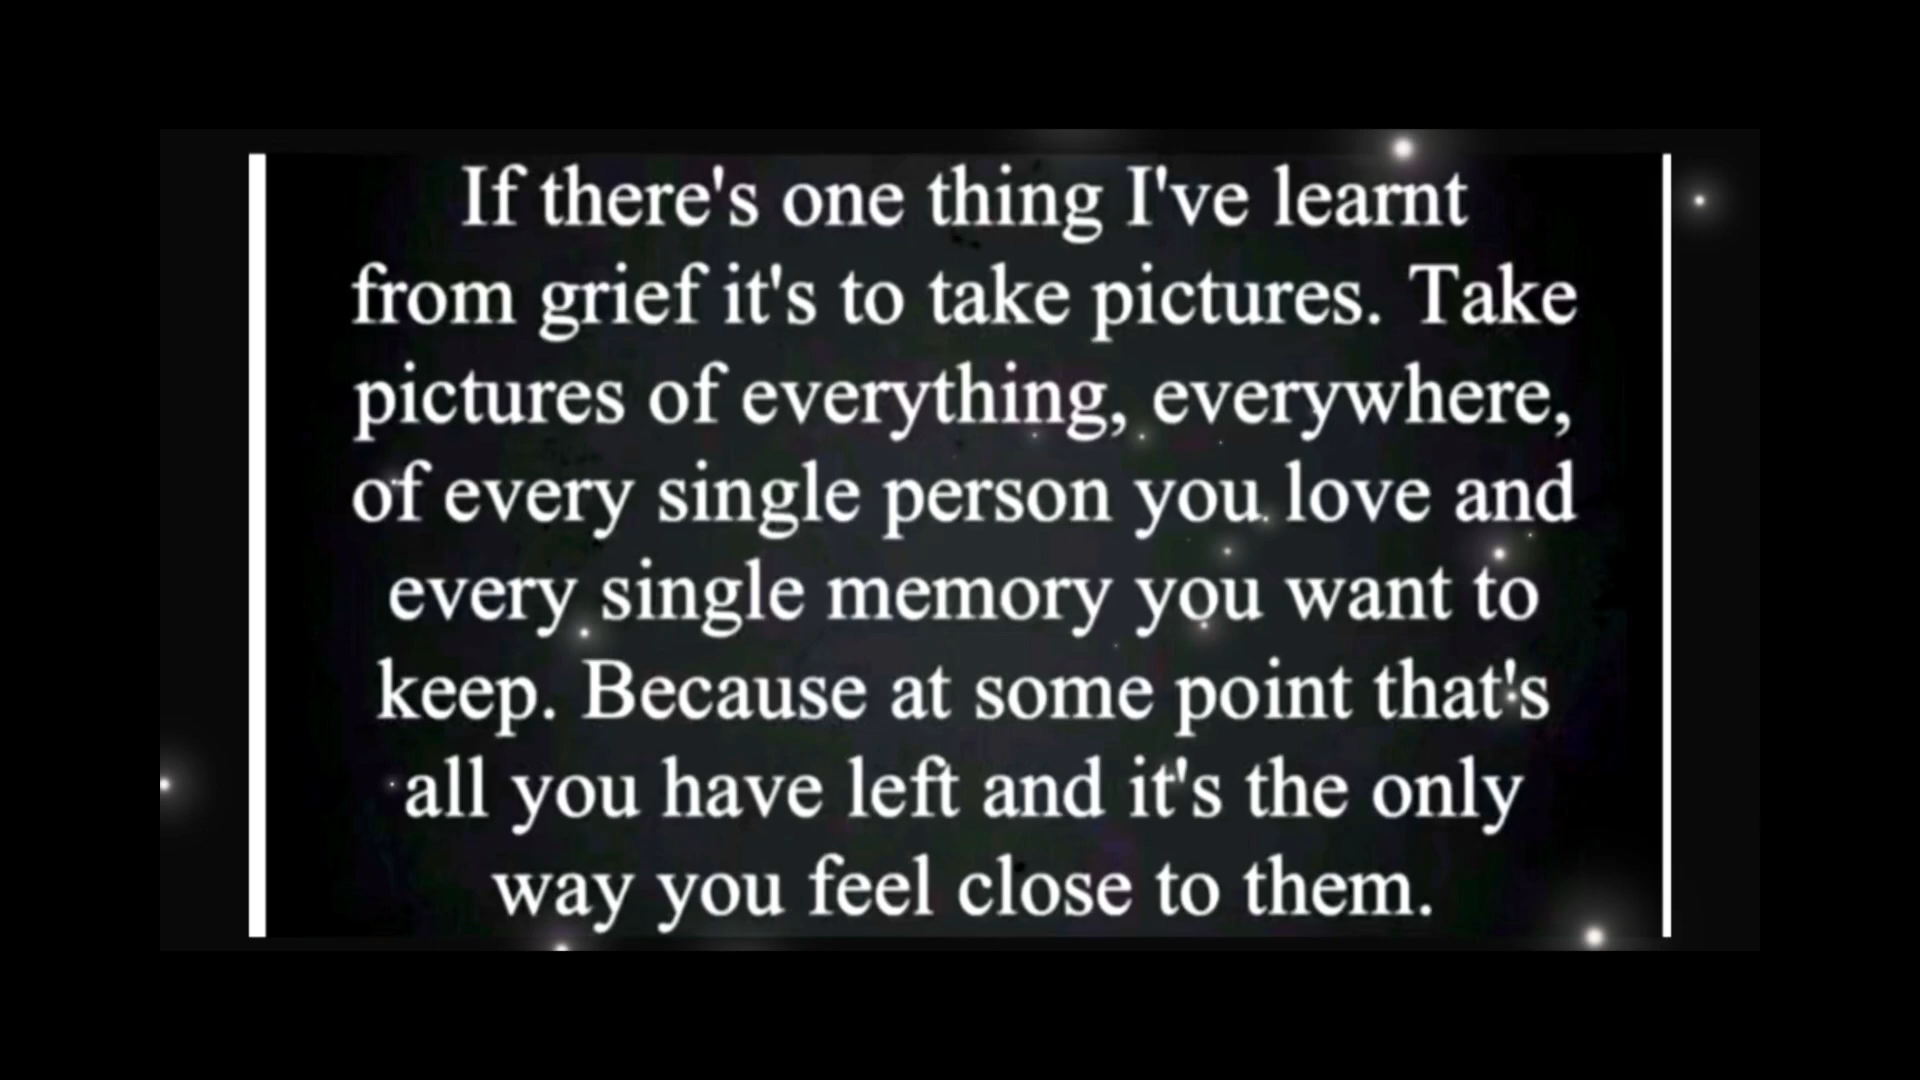 If there's one thing I've learnt
from grief it's to take pictures. Take
pictures of everything, everywhere,
of every single person you love and
every single memory you want to
keep. Because at some point that's
all you have left and it's the only
way you feel close to them.